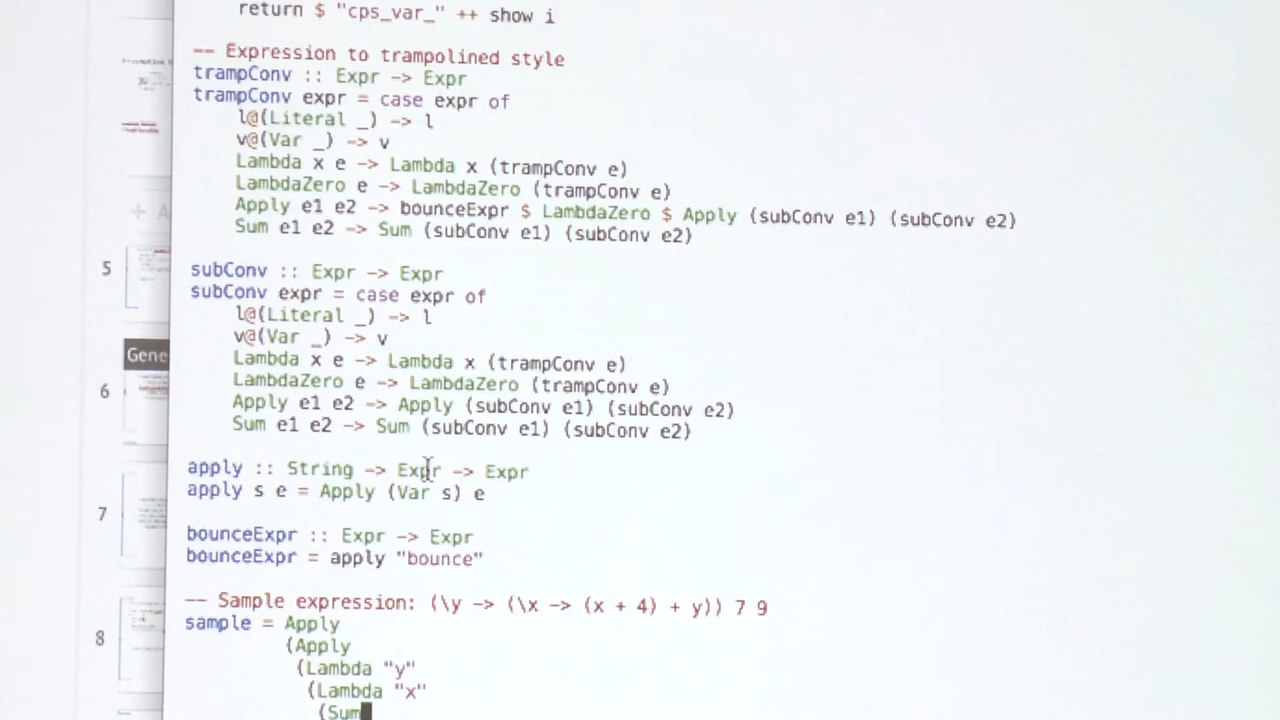 return $ "cps_var_" ++ show i
-- Expression to trampolined style
trampConv :: Expr -> Expr
trampConv expr = case expr of
l@(Literal _) -> l
v@(Var _) -> v
Lambda x e -> Lambda x (trampConv e)
LambdaZero e -> LambdaZero (trampConv e)
Apply e1 e2 -> bounceExpr $ LambdaZero $ Apply (subConv e1) (subConv e2)
Sum e1 e2 -> Sum (subConv e1) (subConv e2)
subConv :: Expr -> Expr
subConv expr = case expr of
l@(Literal _) -> l
v@(Var _) -> v
Lambda x e -> Lambda x (trampConv e)
LambdaZero e -> LambdaZero (trampConv e)
Apply e1 e2 -> Apply (subConv e1) (subConv e2)
Sum e1 e2 -> Sum (subConv e1) (subConv e2)
apply :: String -> Expr -> Expr
apply s e = Apply (Var s) e
bounceExpr :: Expr -> Expr
bounceExpr = apply "bounce"
-- Sample expression: (\y -> (\x -> (x + 4) + y)) 7 9
sample = Apply
(Apply
(Lambda "y"
(Lambda "x"
(Sum
+ A
5
Gene
6
7
8